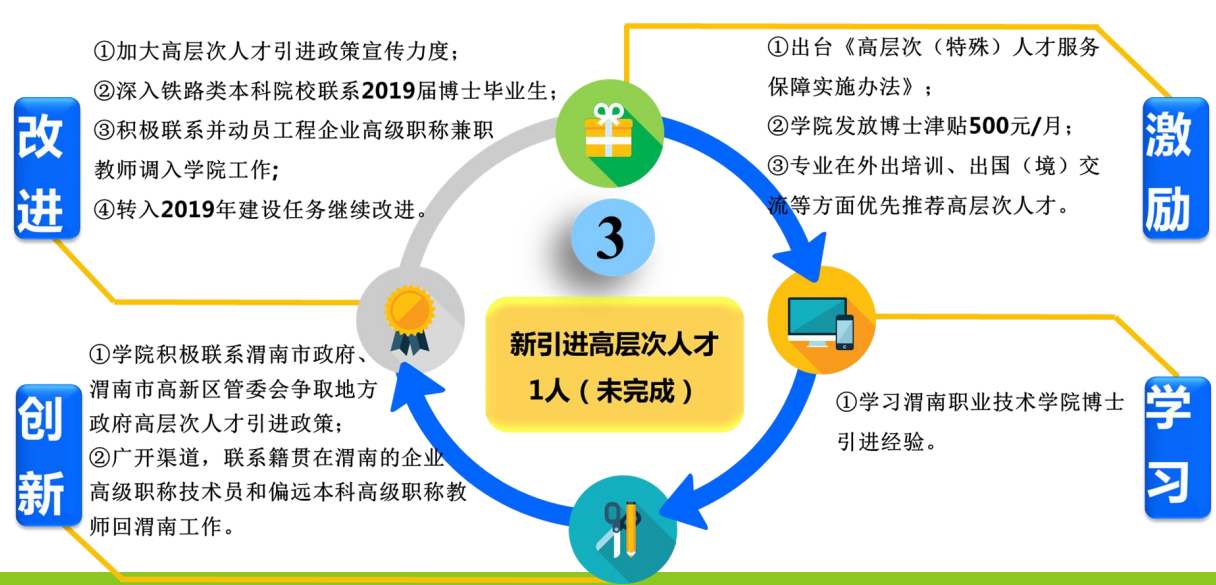 改进
①加大高层次人才引进政策宣传力度；
②深入铁路类本科院校联系2019届博士毕业生；
③积极联系并动员工程企业高级职称兼职
教师调入学院工作;
④转入2019年建设任务继续改进。
激励
①出台《高层次（特殊）人才服务
保障实施办法》；
②学院发放博士津贴500元/月；
③专业在外出培训、出国（境）交
流等方面优先推荐高层次人才。
3
新引进高层次人才
1人（未完成）
创新
①学院积极联系渭南市政府、
渭南市高新区管委会争取地方
政府高层次人才引进政策；
②广开渠道，联系籍贯在渭南的企业
高级职称技术员和偏远本科高级职称教
师回渭南工作。
学习
①学习渭南职业技术学院博士
引进经验。